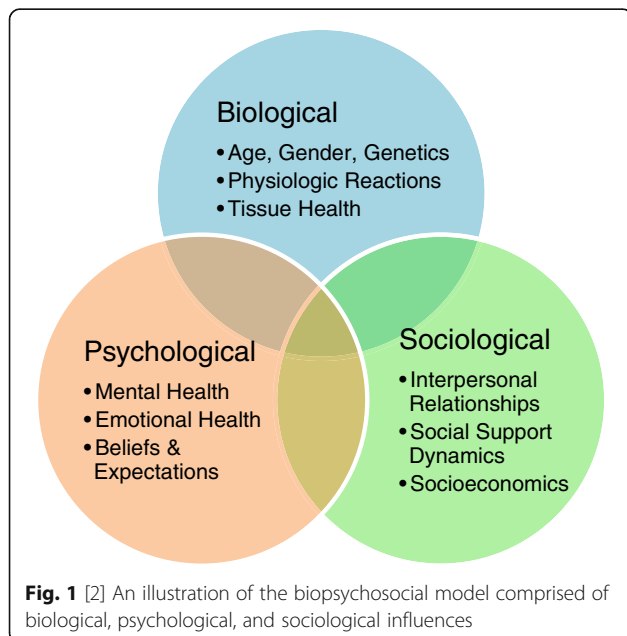 Biological
•Age, Gender, Genetics
•Physiologic Reactions
•Tissue Health
Psychological
•Mental Health
•Emotional Health
•Beliefs &
Expectations
Sociological
•Interpersonal
Relationships
•Social Support
Dynamics
•Socioeconomics
Fig. 1 [2] An illustration of the biopsychosocial model comprised of
biological, psychological, and sociological influences